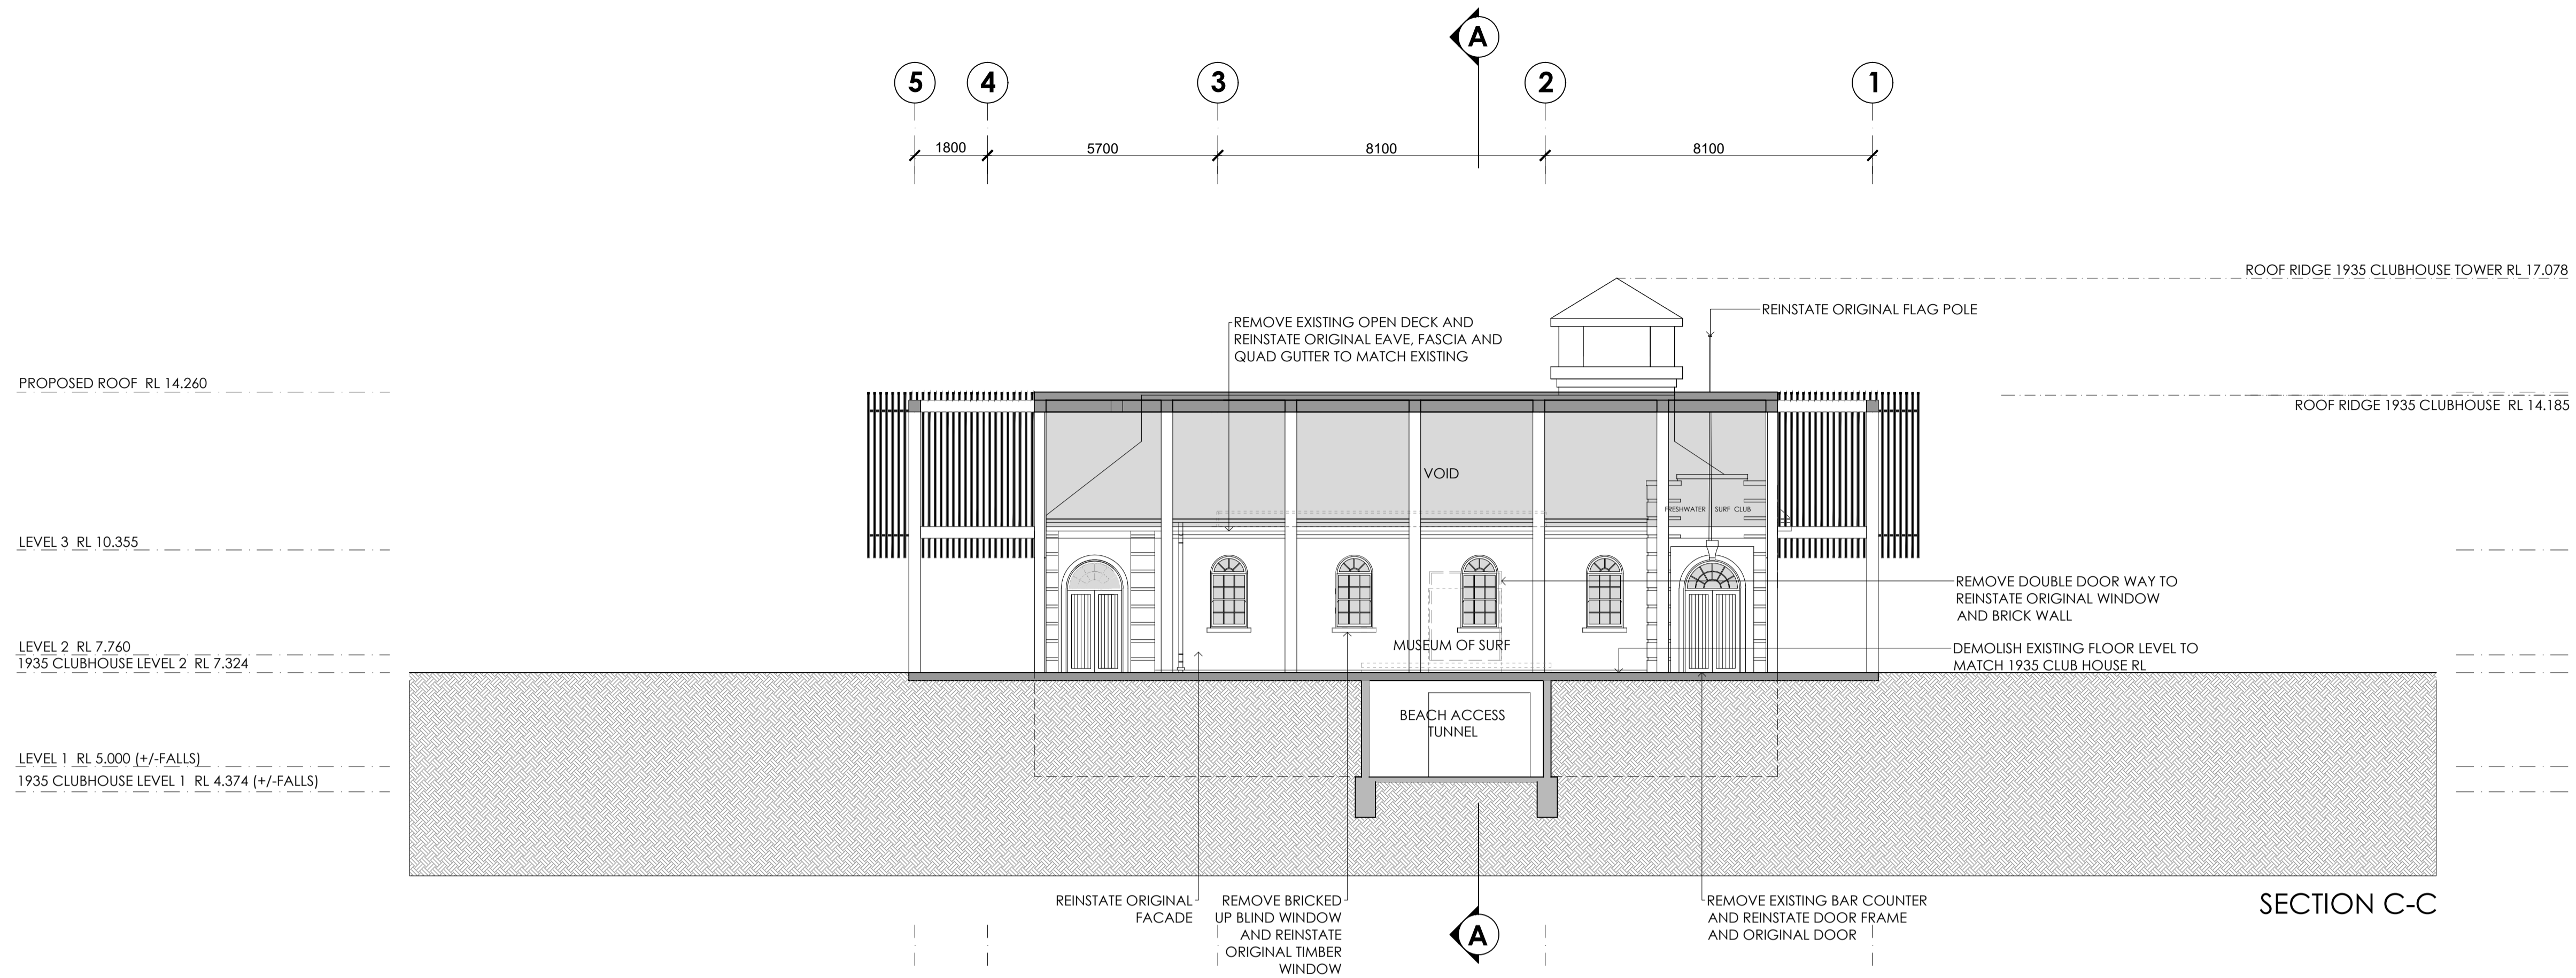 A
5 4 3 2 1
1800 5700 8100 8100
ROOF RIDGE 1935 CLUBHOUSE TOWER RL 17.078
REINSTATE ORIGINAL FLAG POLE
REMOVE EXISTING OPEN DECK AND
REINSTATE ORIGINAL EAVE, FASCIA AND
QUAD GUTTER TO MATCH EXISTING
PROPOSED ROOF RL 14.260
ROOF RIDGE 1935 CLUBHOUSE RL 14.185
VOID
FRESHWATER SURF CLUB
LEVEL 3 RL 10.355
REMOVE DOUBLE DOOR WAY TO
REINSTATE ORIGINAL WINDOW
AND BRICK WALL
MUSEUM OF SURF
LEVEL 2 RL 7.760
1935 CLUBHOUSE LEVEL 2 RL 7.324
DEMOLISH EXISTING FLOOR LEVEL TO
MATCH 1935 CLUB HOUSE RL
BEACH ACCESS
TUNNEL
LEVEL 1 RL 5.000 (+/-FALLS)
1935 CLUBHOUSE LEVEL 1 RL 4.374 (+/-FALLS)
REINSTATE ORIGINAL
FACADE
REMOVE BRICKED
UP BLIND WINDOW
AND REINSTATE
ORIGINAL TIMBER
WINDOW
A
REMOVE EXISTING BAR COUNTER
AND REINSTATE DOOR FRAME
AND ORIGINAL DOOR
SECTION C-C